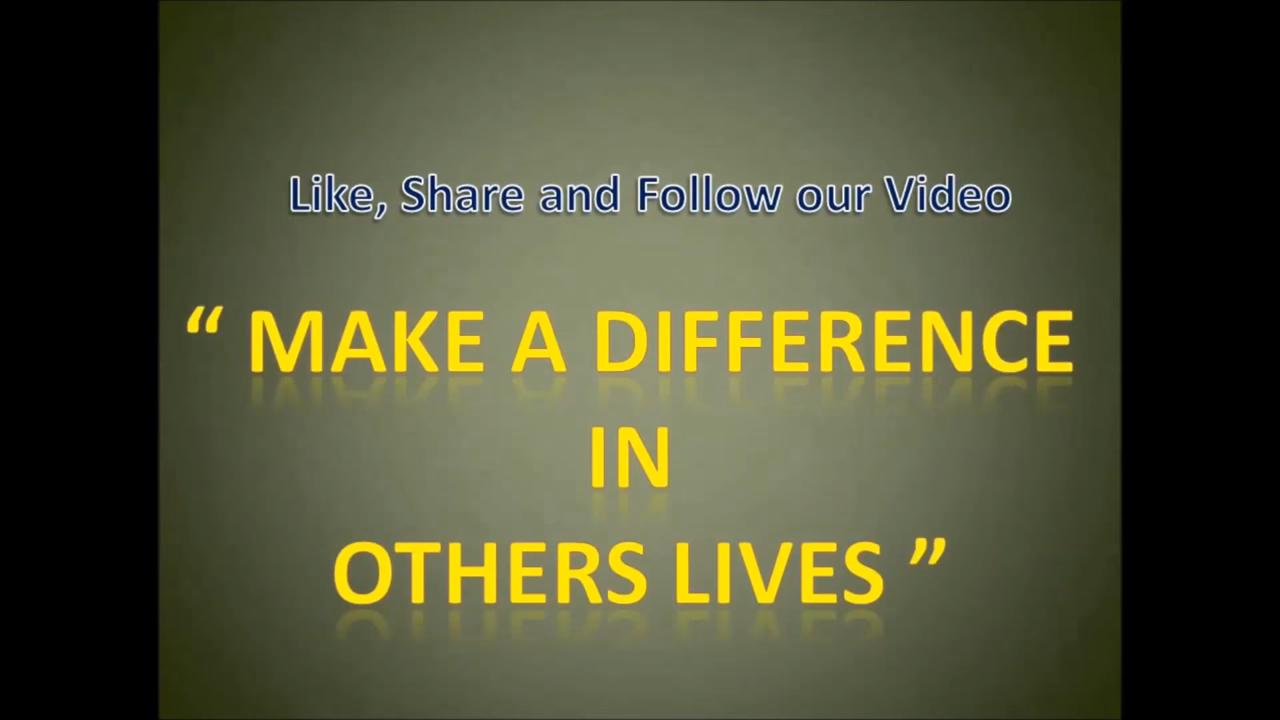 Like, Share and Follow our Video
“ MAKE A DIFFERENCE
IN
OTHERS LIVES ”